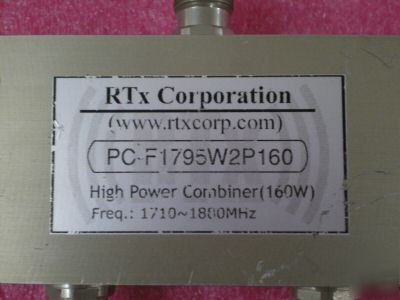 RTx Corporation
(www.rtxcorp.com)
PC-F1795W2P160
High Power Combiner(160W)
Freq.: 1710~1880MHz